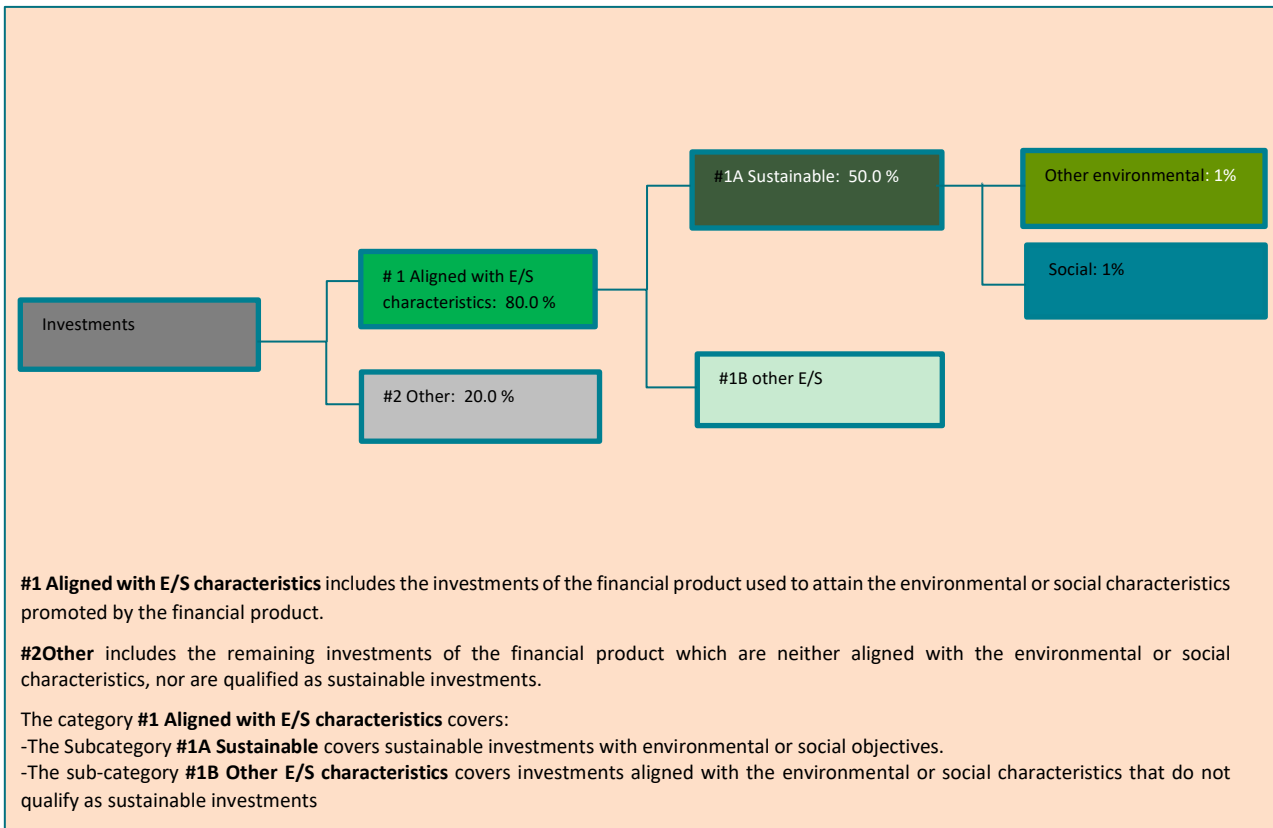 #1A Sustainable: 50.0 %
Other environmental: 1%
# 1 Aligned with E/S
characteristics: 80.0 %
Social: 1%
Investments
#2 Other: 20.0 %
#1B other E/S
#1 Aligned with E/S characteristics includes the investments of the financial product used to attain the environmental or social characteristics
promoted by the financial product.
#2Other includes the remaining investments of the financial product which are neither aligned with the environmental or social
characteristics, nor are qualified as sustainable investments.
The category #1 Aligned with E/S characteristics covers:
-The Subcategory #1A Sustainable covers sustainable investments with environmental or social objectives.
-The sub-category #1B Other E/S characteristics covers investments aligned with the environmental or social characteristics that do not
qualify as sustainable investments